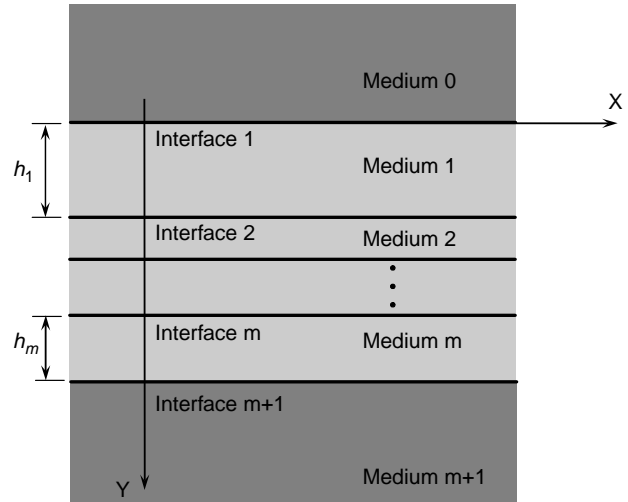 Medium 0
X
Interface 1
Medium 1
h1
Interface 2
Medium 2
Interface m
Medium m
hm
Interface m+1
Y
Medium m+1